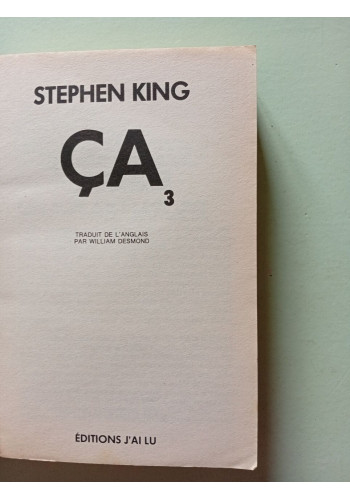 STEPHEN KING
ÇA
3
TRADUIT DE L'ANGLAIS
PAR WILLIAM DESMOND
ÉDITIONS J'AI LU